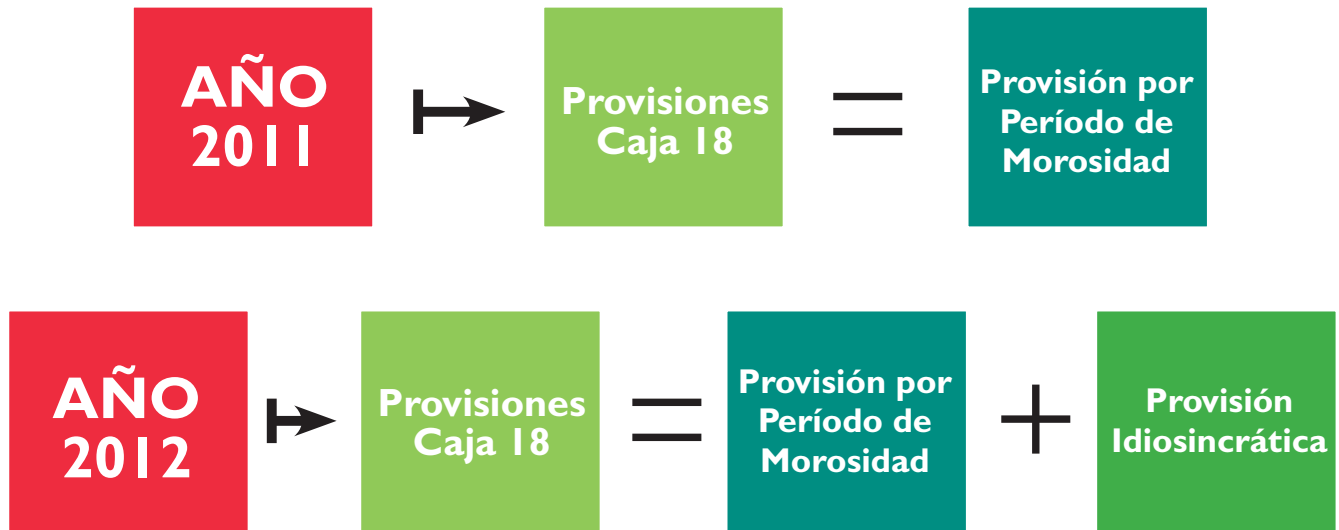 AÑO
2011
Provisiones
Caja 18
=
Provisión por
Período de
Morosidad
AÑO
2012
Provisiones
Caja 18
=
Provisión por
Período de
Morosidad
+
Provisión
Idiosincrática